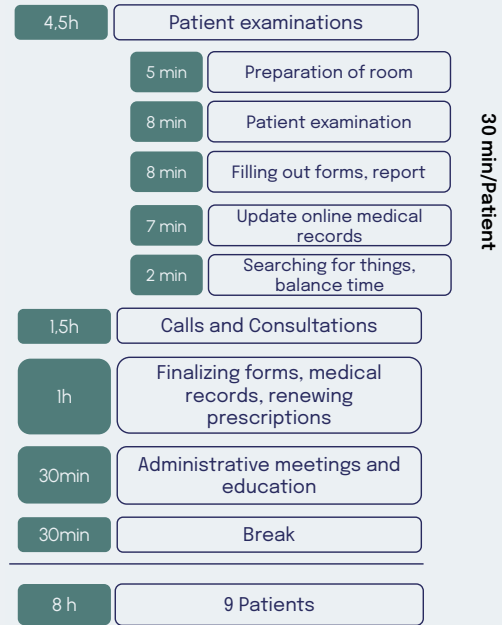 4,5h
Patient examinations
5 min
Preparation of room
8 min
Patient examination
8 min
Filling out forms, report
7 min
Update online medical
records
2 min
Searching for things,
balance time
30 min/Patient
1,5h
Calls and Consultations
1h
Finalizing forms, medical
records, renewing
prescriptions
30min
Administrative meetings and
education
30min
Break
8 h
9 Patients